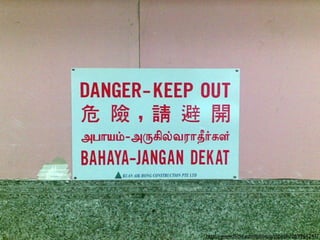 DANGER-KEEP OUT
危險,請避開
அபாயம்-அருகில்வராதீர்கள்
BAHAYA-JANGAN DEKAT
KUAN AIK HONG CONSTRUCTION PTE LTD